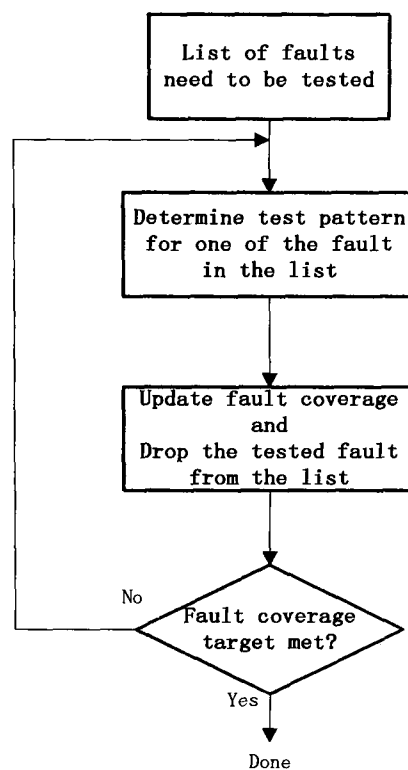 List of faults
need to be tested
Determine test pattern
for one of the fault
in the list
Update fault coverage
and
Drop the tested fault
from the list
No
Fault coverage
target met?
Yes
Done